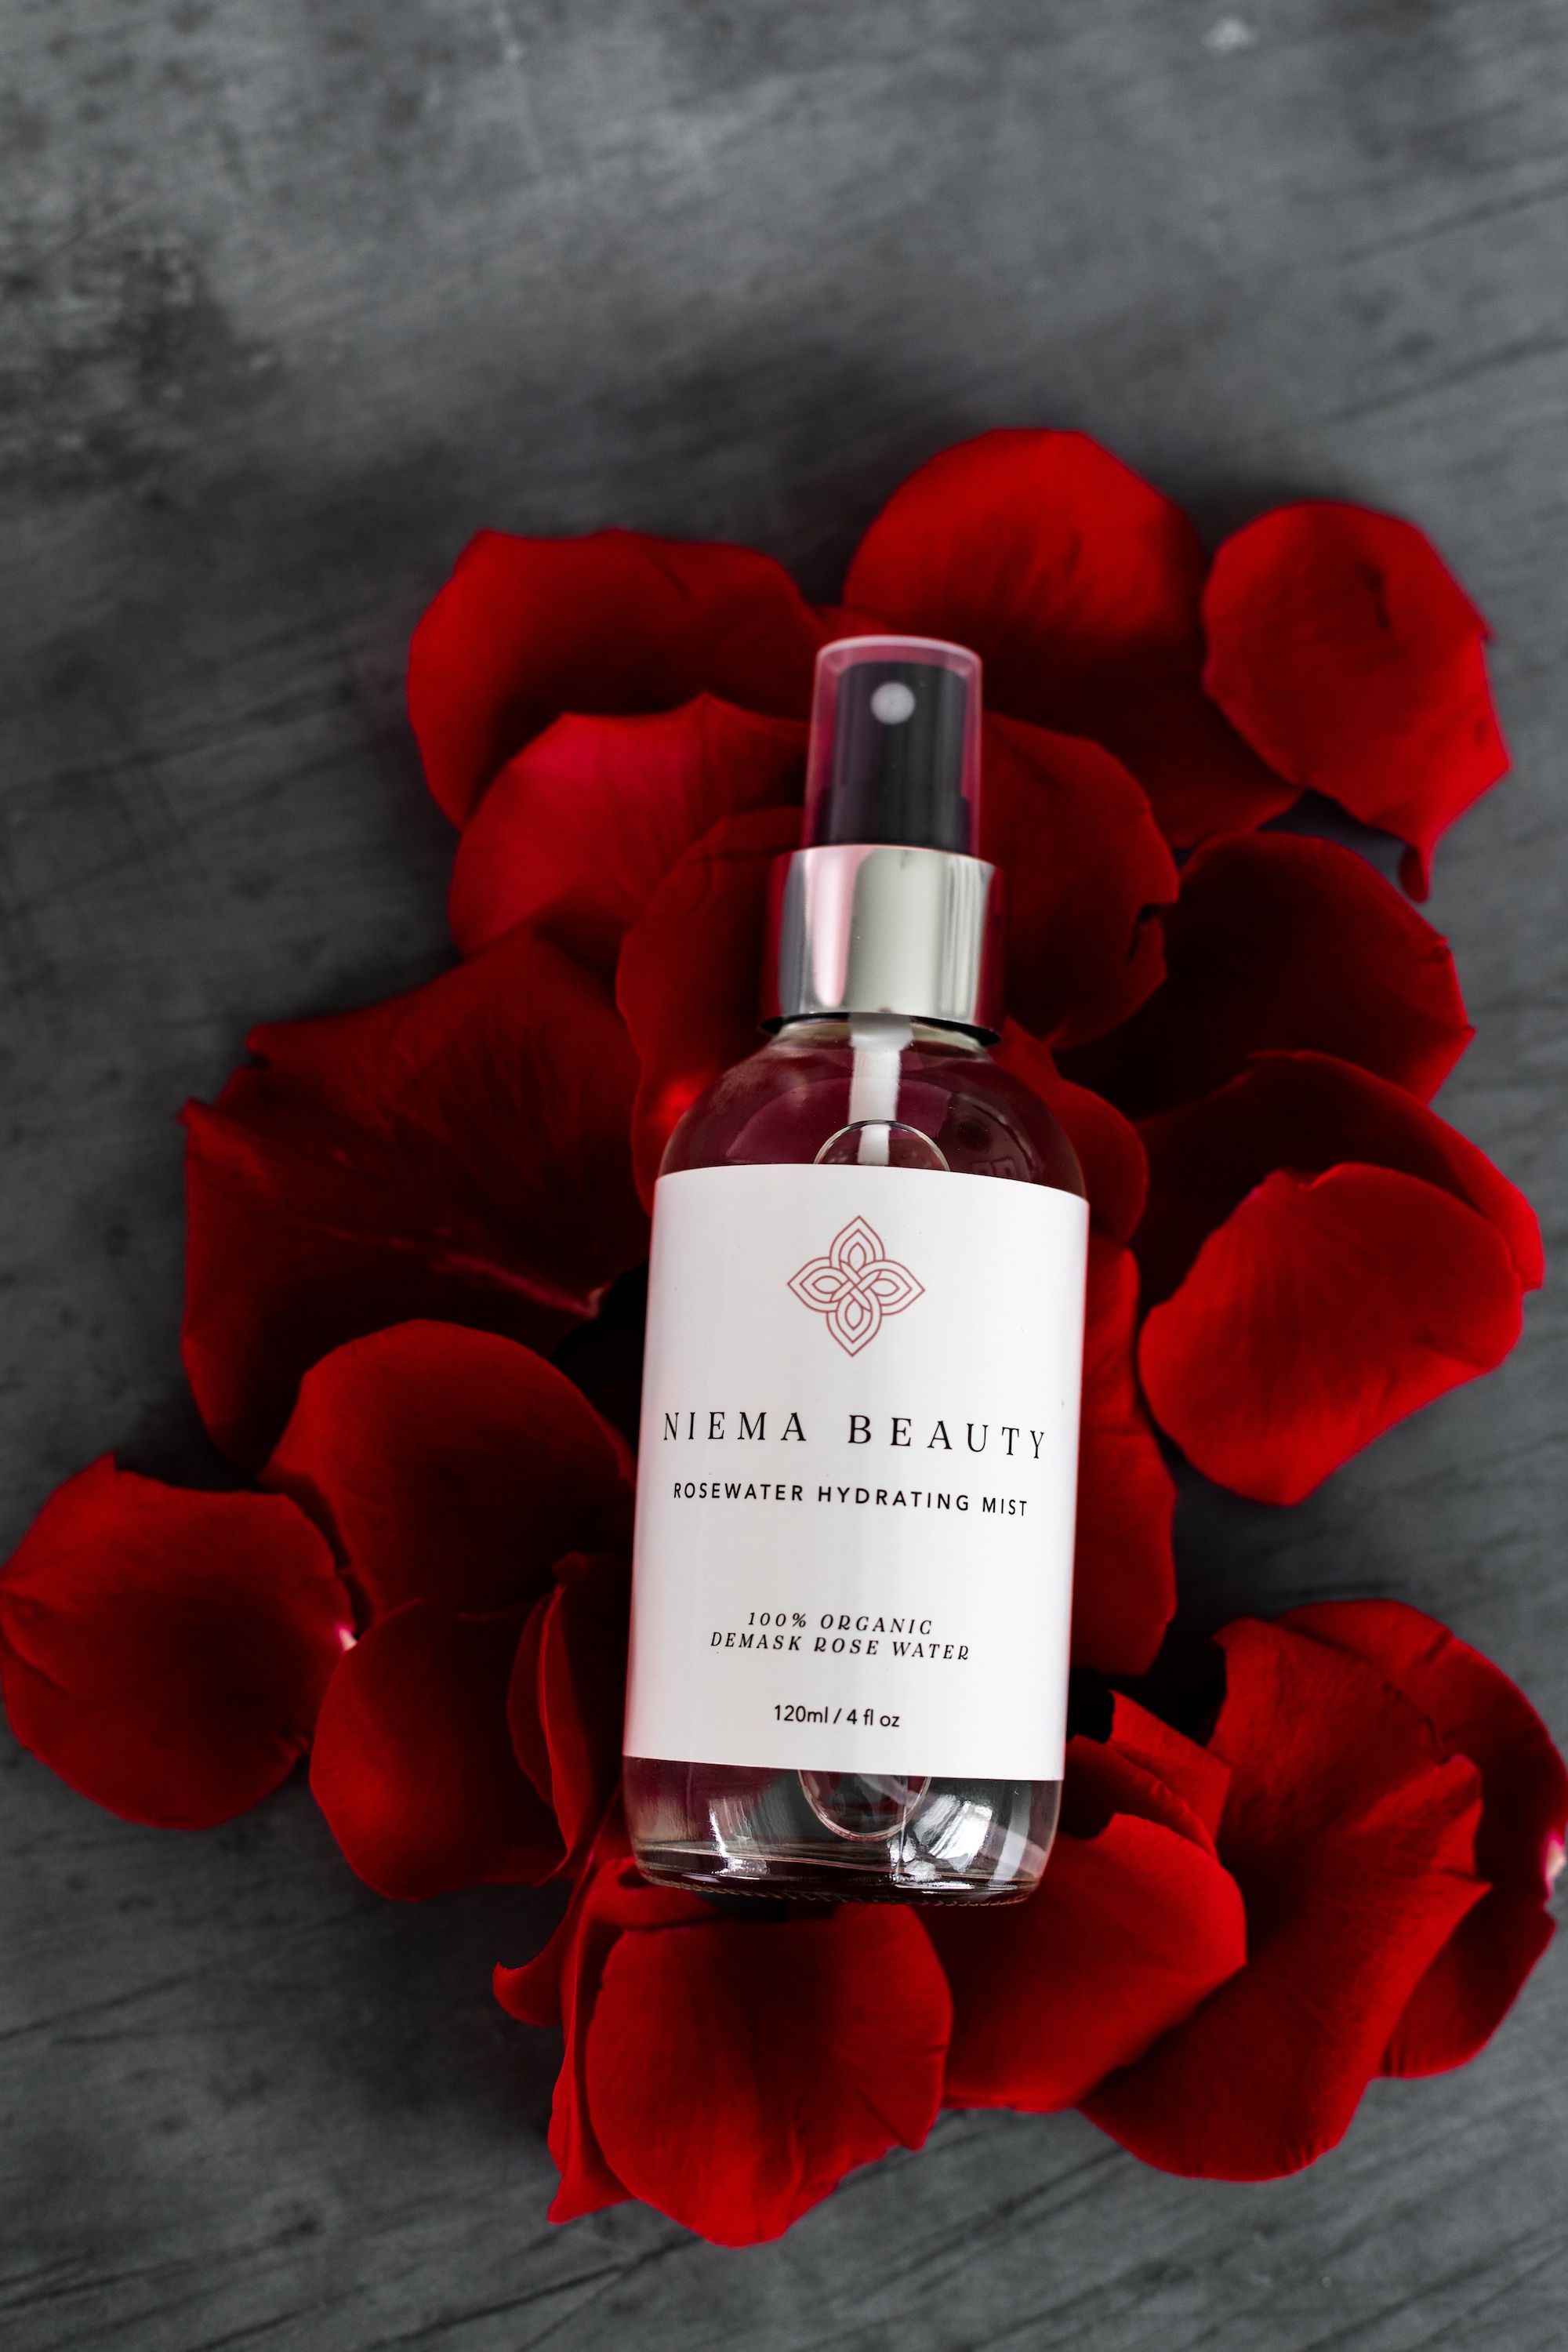 NIEMA BEAUTY
ROSEWATER HYDRATING MIST
100% ORGANIC
DEMASK ROSE WATER
120ml / 4 fl oz